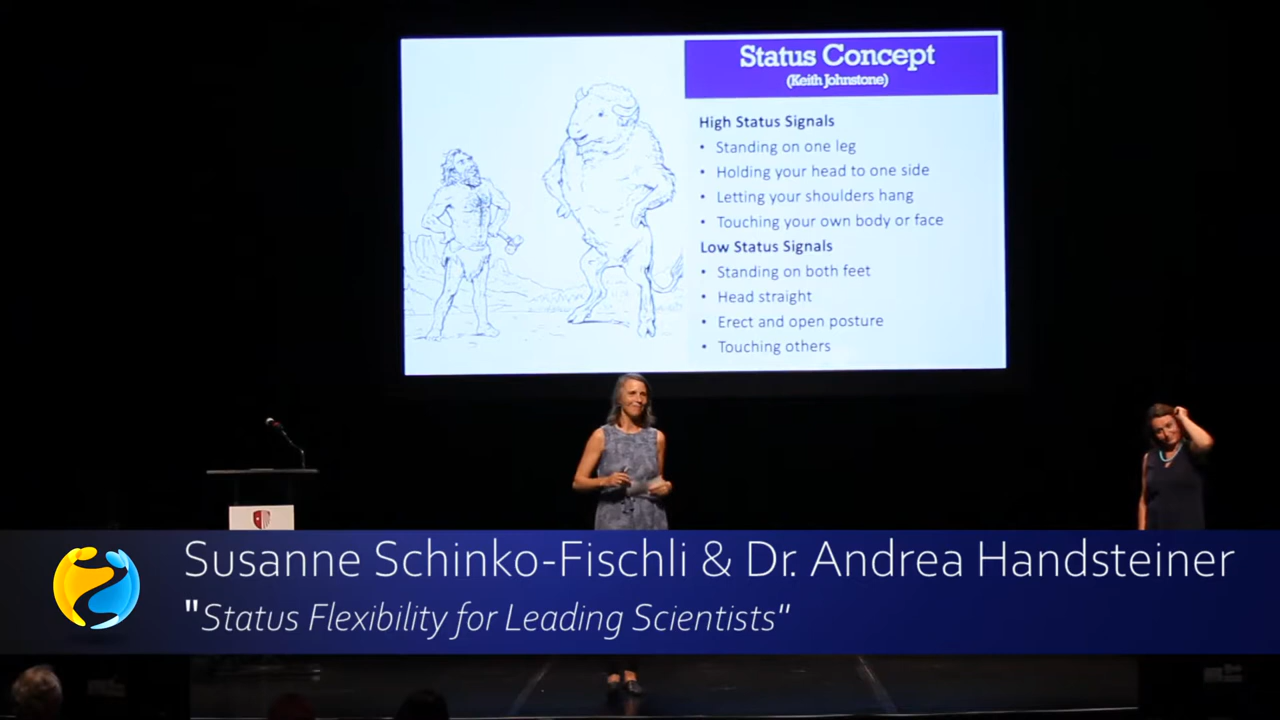 Status Concept
(Keith Johnstone)
High Status Signals
• Standing on one leg
• Holding your head to one side
• Letting your shoulders hang
• Touching your own body or face
Low Status Signals
• Standing on both feet
• Head straight
• Erect and open posture
• Touching others
Susanne Schinko-Fischli & Dr. Andrea Handsteiner
"Status Flexibility for Leading Scientists"